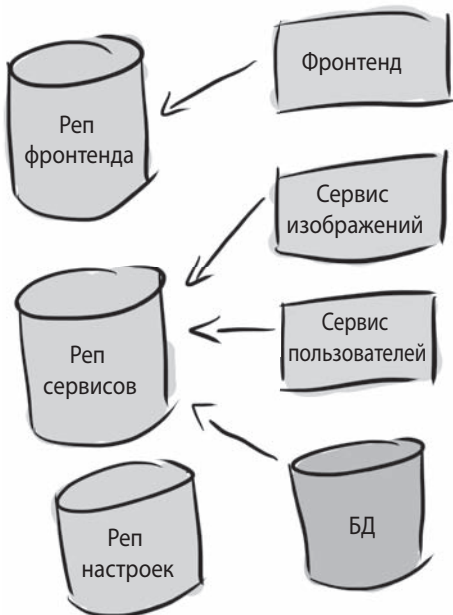 Фронтенд
Реп
фронтенда
Сервис
изображений
Реп
сервисов
Сервис
пользователей
Реп
настроек
БД